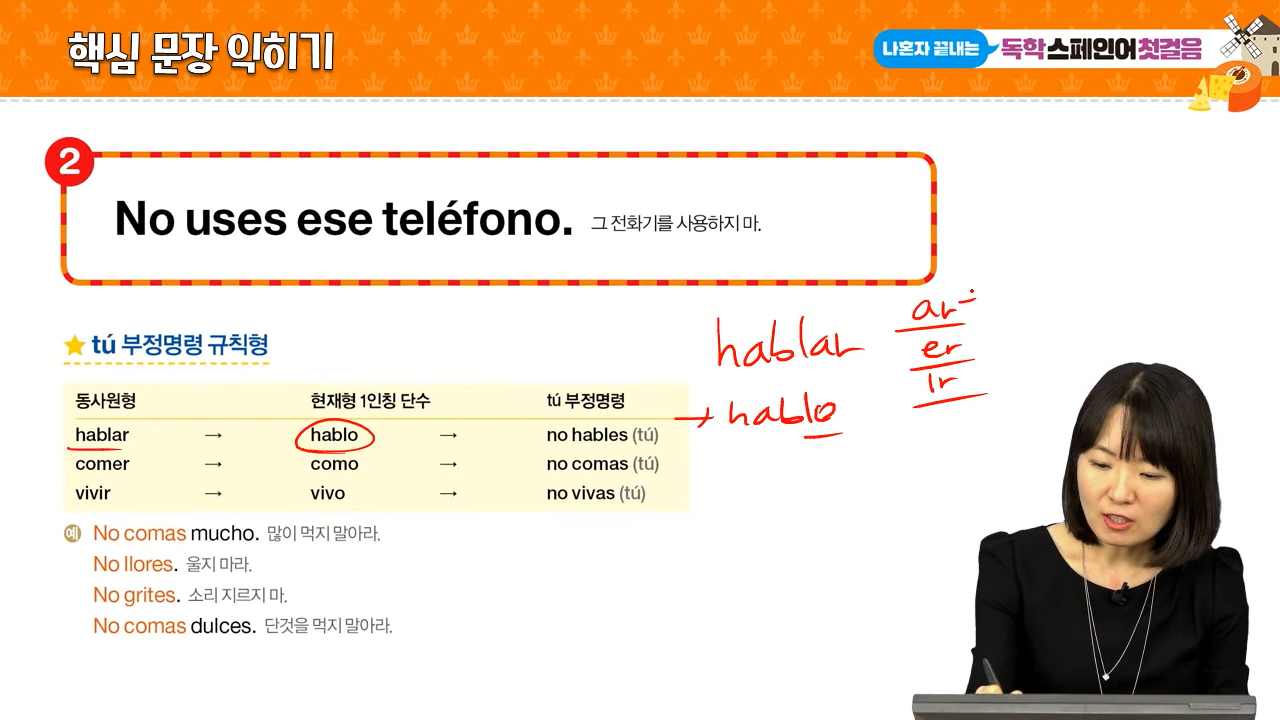 핵심 문장 익히기
나혼자 끝내는 독학 스페인어 첫걸음
2
No uses ese teléfono. 그 전화기를 사용하지 마.
ar-
hablar
er
ir
→ hablo
tú 부정명령 규칙형
동사원형 현재형 1인칭 단수 tú 부정명령
hablar → hablo → no hables (tú)
comer → como → no comas (tú)
vivir → vivo → no vivas (tú)
예 No comas mucho. 많이 먹지 말아라.
No llores. 울지 마라.
No grites. 소리 지르지 마.
No comas dulces. 단것을 먹지 말아라.